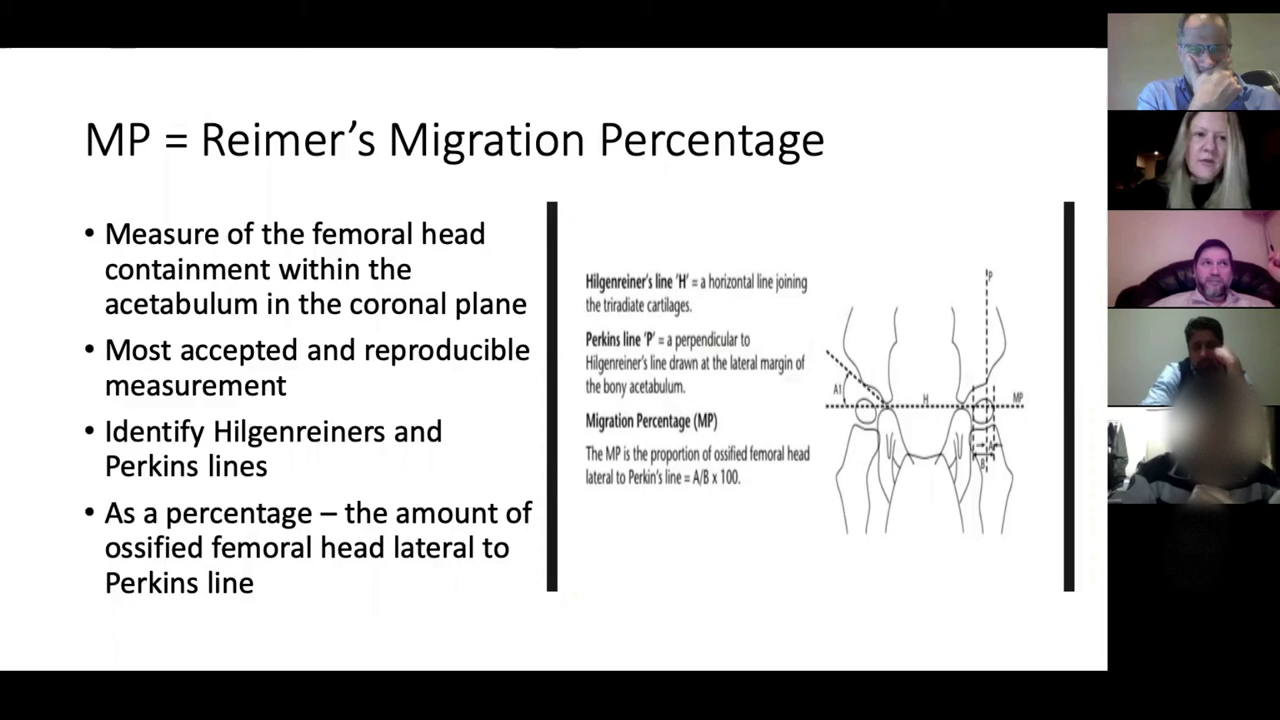 MP = Reimer’s Migration Percentage
• Measure of the femoral head
containment within the
acetabulum in the coronal plane
• Most accepted and reproducible
measurement
• Identify Hilgenreiners and
Perkins lines
• As a percentage – the amount of
ossified femoral head lateral to
Perkins line
Hilgenreiner's line 'H' = a horizontal line joining
the triradiate cartilages.
Perkins line 'P' = a perpendicular to
Hilgenreiner's line drawn at the lateral margin of
the bony acetabulum.
Migration Percentage (MP)
The MP is the proportion of ossified femoral head
lateral to Perkin's line = A/B x 100.
P
A1
H
MP